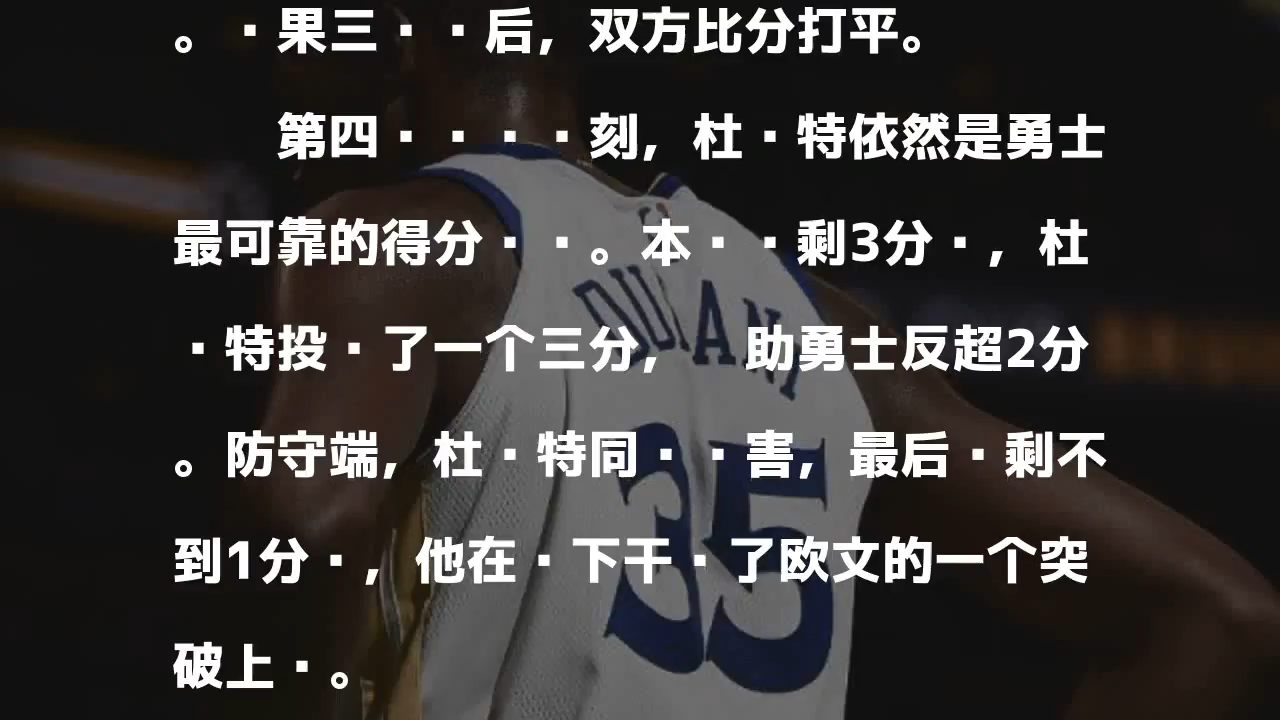 。▪果三▪▪后，双方比分打平。
第四▪▪▪▪刻，杜▪特依然是勇士
最可靠的得分▪▪。本▪▪剩3分▪，杜
▪特投▪了一个三分，　助勇士反超2分
。防守端，杜▪特同▪▪害，最后▪剩不
到1分▪，他在▪下干▪了欧文的一个突
破上▪。
DURANT
35